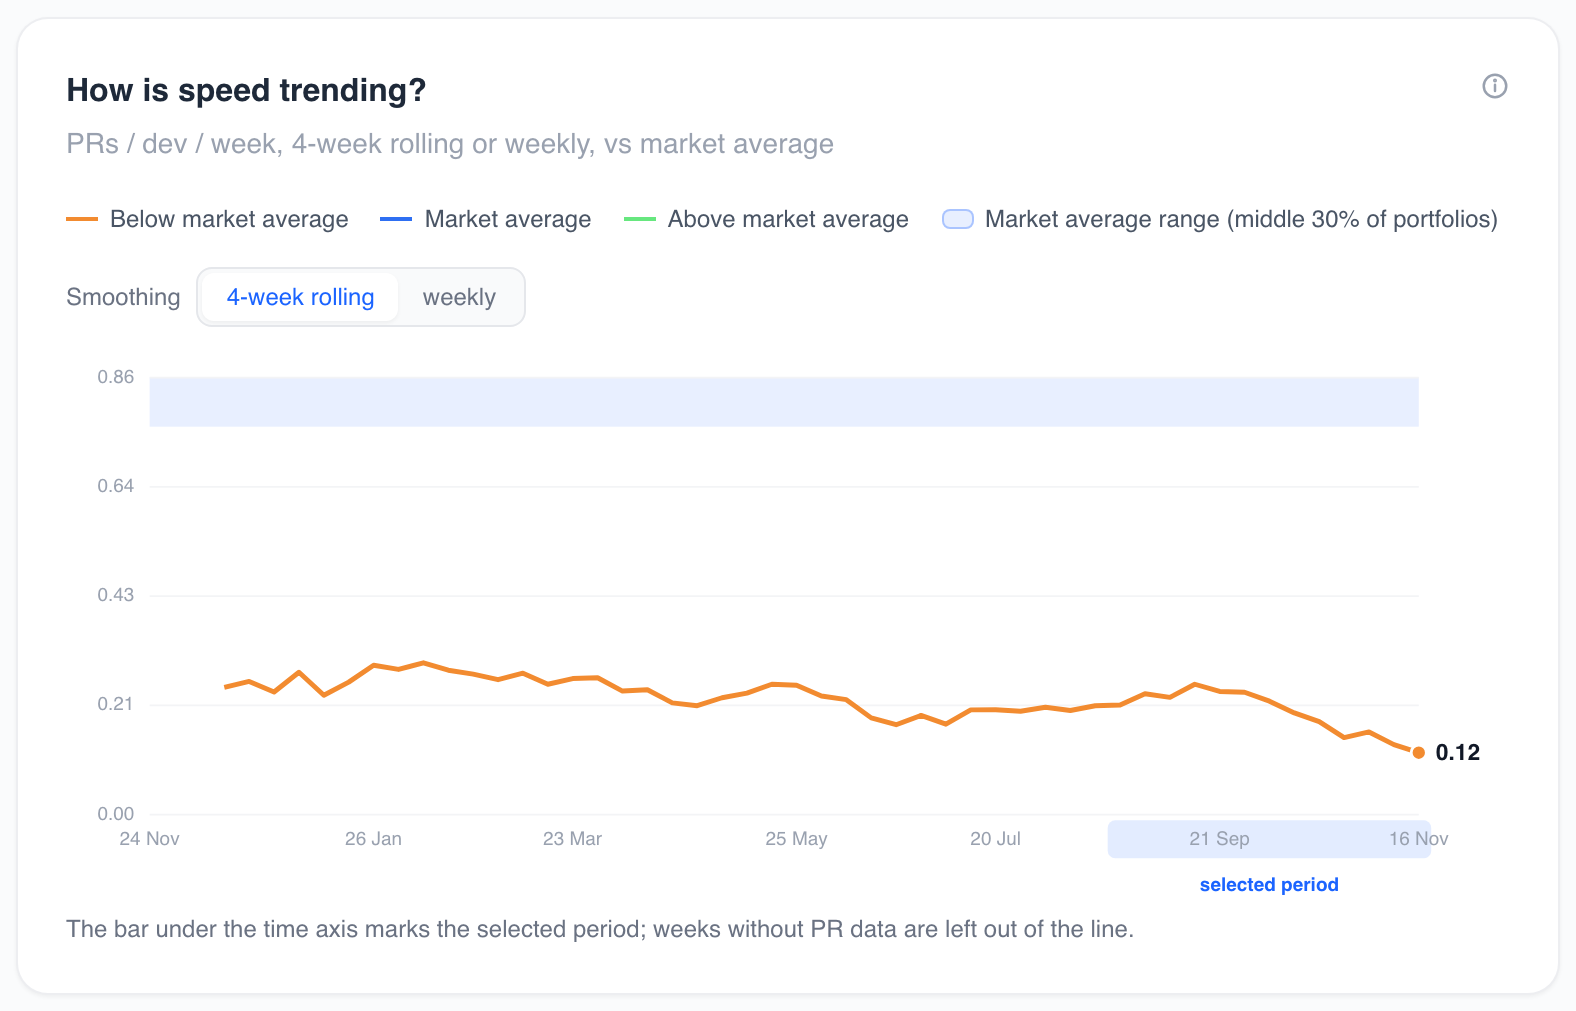 How is speed trending?
PRs / dev / week, 4-week rolling or weekly, vs market average
Below market average Market average Above market average Market average range (middle 30% of portfolios)
Smoothing 4-week rolling weekly
0.86
0.64
0.43
0.21
0.12
0.00
24 Nov 26 Jan 23 Mar 25 May 20 Jul 21 Sep 16 Nov
selected period
The bar under the time axis marks the selected period; weeks without PR data are left out of the line.